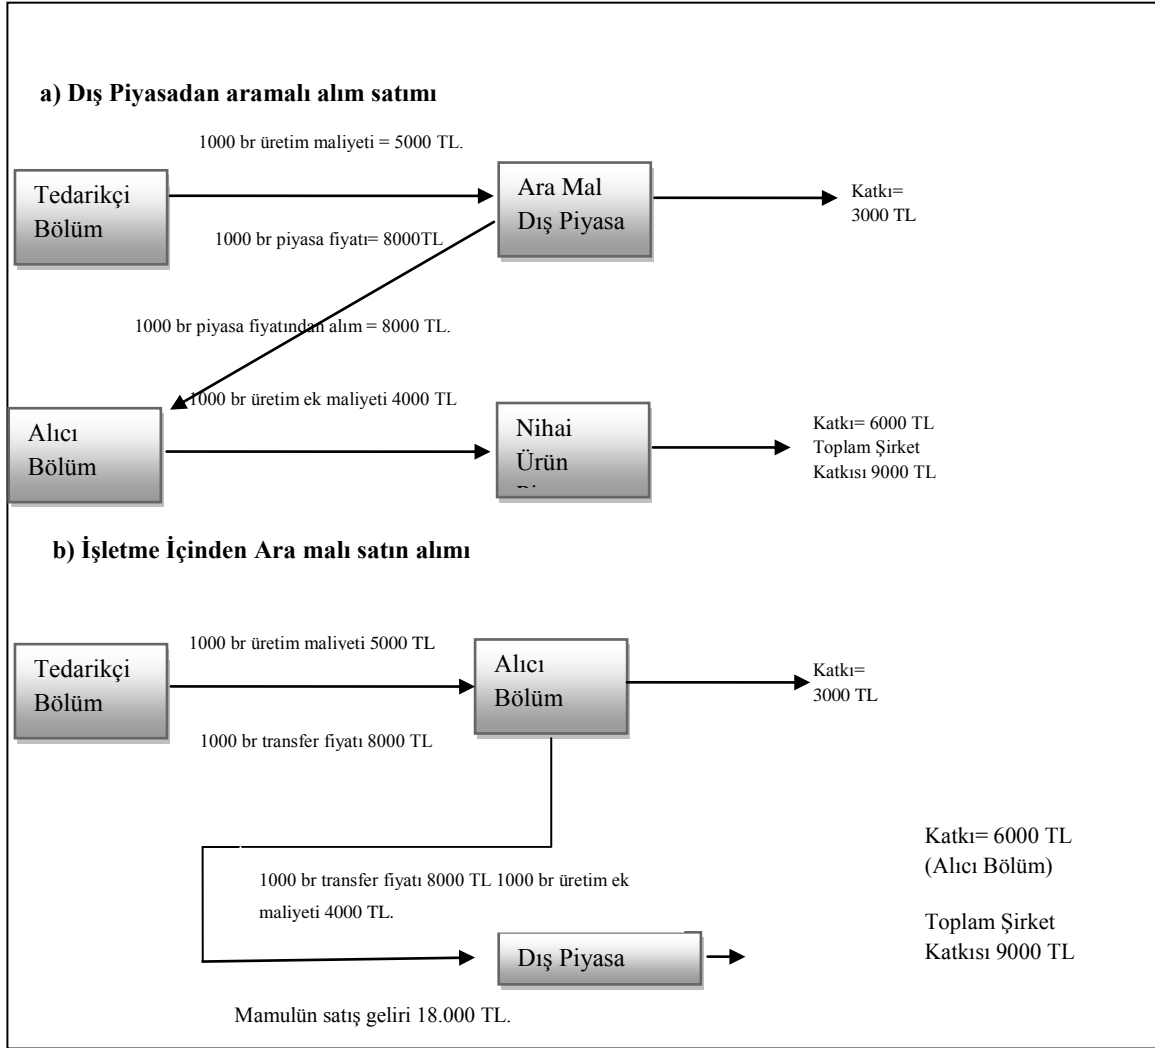 a) Dış Piyasadan aramalı alım satımı
1000 br üretim maliyeti = 5000 TL.
Tedarikçi
Bölüm
Ara Mal
Dış Piyasa
Katkı=
3000 TL
1000 br piyasa fiyatı= 8000TL
1000 br piyasa fiyatından alım = 8000 TL.
1000 br üretim ek maliyeti 4000 TL
Alıcı
Bölüm
Nihai
Ürün
Katkı= 6000 TL
Toplam Şirket
Katkısı 9000 TL
b) İşletme İçinden Ara malı satın alımı
1000 br üretim maliyeti 5000 TL
Tedarikçi
Bölüm
Alıcı
Bölüm
Katkı=
3000 TL
1000 br transfer fiyatı 8000 TL
Katkı= 6000 TL
(Alıcı Bölüm)
1000 br transfer fiyatı 8000 TL 1000 br üretim ek
maliyeti 4000 TL.
Toplam Şirket
Katkısı 9000 TL
Dış Piyasa
Mamulün satış geliri 18.000 TL.